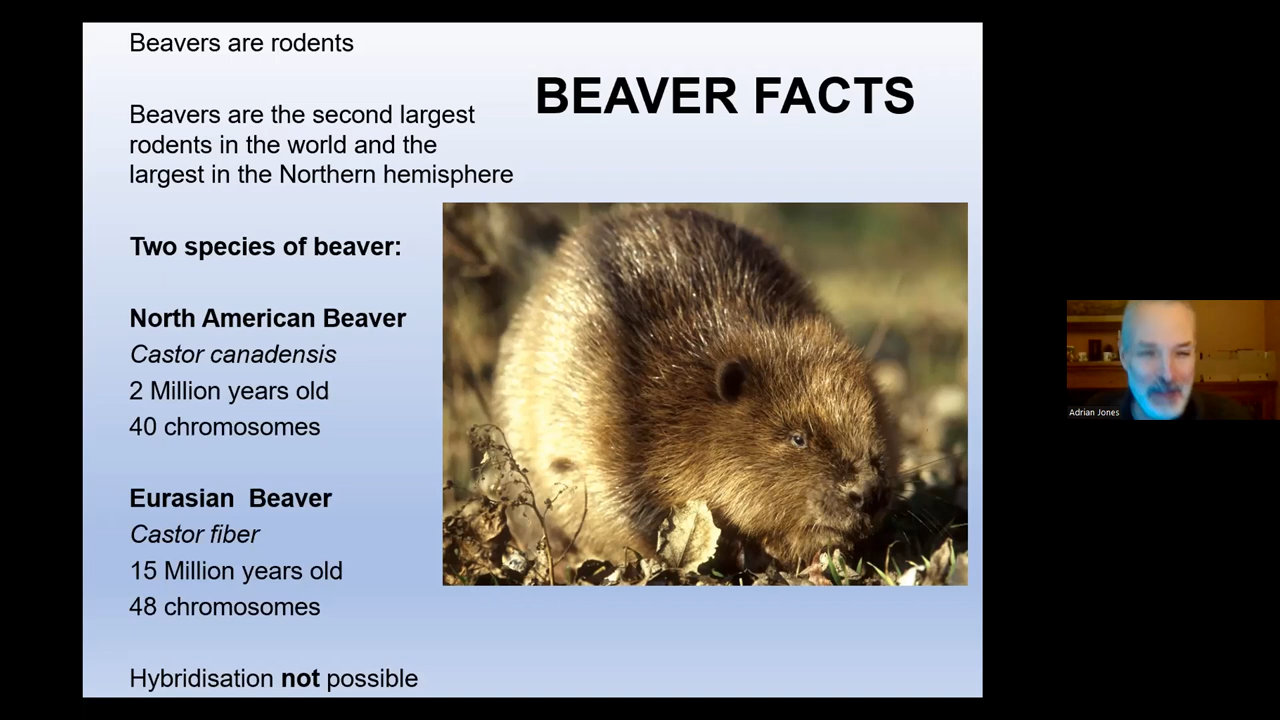 Beavers are rodents
BEAVER FACTS
Beavers are the second largest
rodents in the world and the
largest in the Northern hemisphere
Two species of beaver:
North American Beaver
Castor canadensis
2 Million years old
40 chromosomes
Eurasian  Beaver
Castor fiber
15 Million years old
48 chromosomes
Hybridisation not possible
Adrian Jones